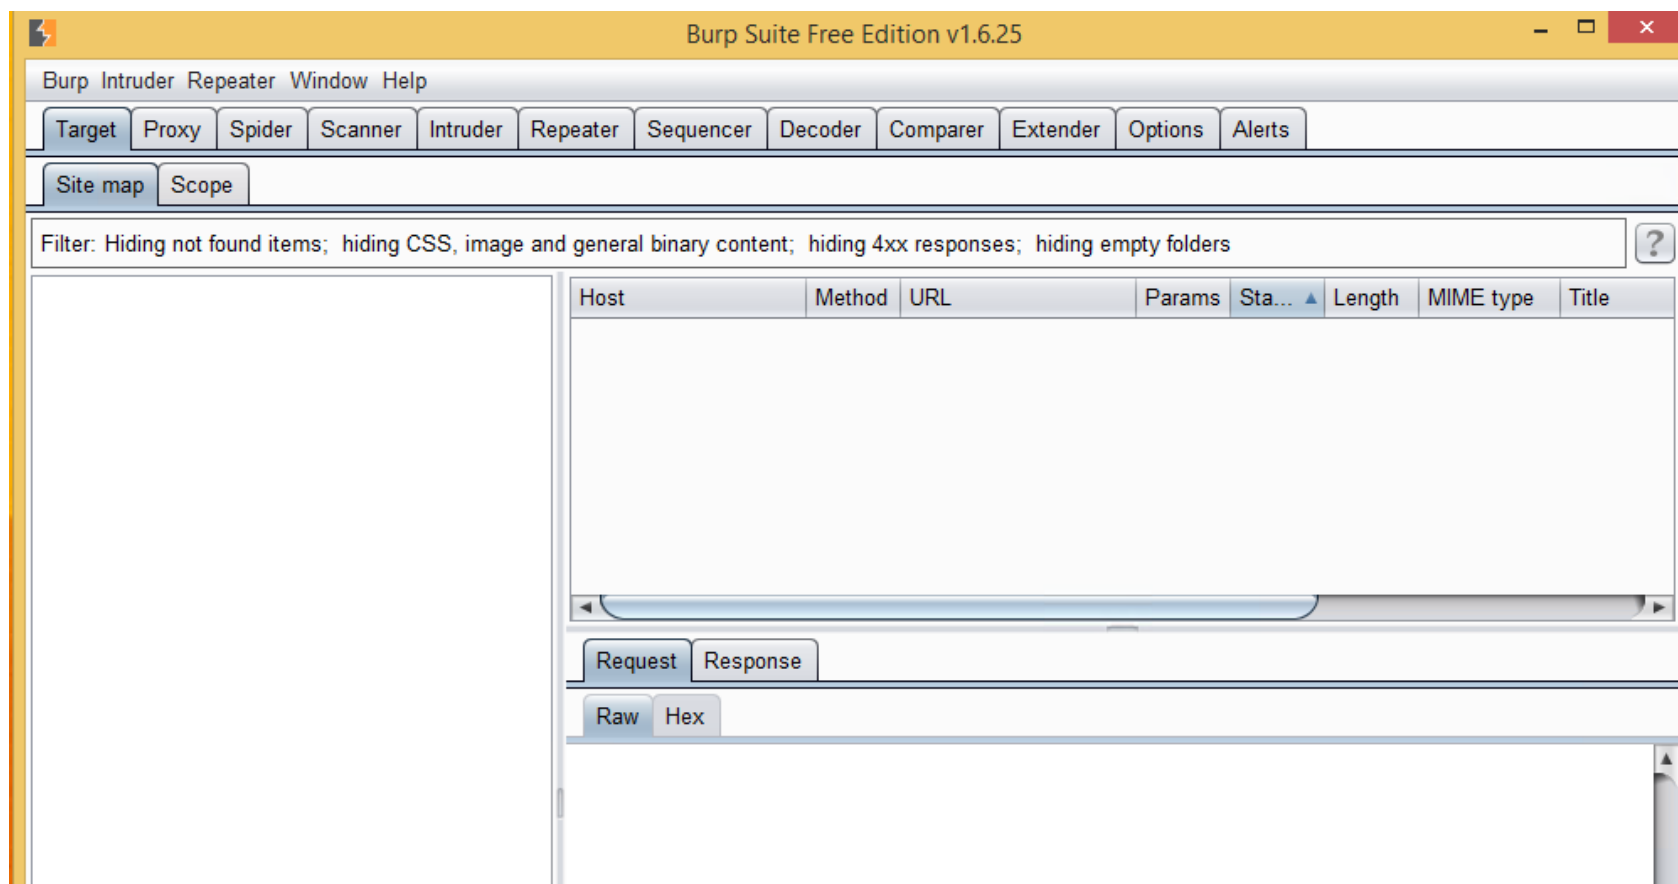 Burp Suite Free Edition v1.6.25
Burp Intruder Repeater Window Help
Target Proxy Spider Scanner Intruder Repeater Sequencer Decoder Comparer Extender Options Alerts
Site map Scope
Filter: Hiding not found items; hiding CSS, image and general binary content; hiding 4xx responses; hiding empty folders ?
Host Method URL Params Sta... Length MIME type Title
Request Response
Raw Hex